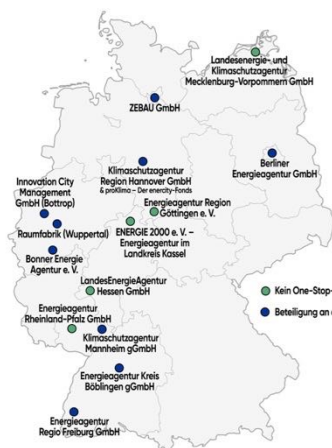 Landesenergie- und
Klimaschutzagentur
Mecklenburg-Vorpommern GmbH
ZEBAU GmbH
Klimaschutzagentur
Region Hannover GmbH
& proKlima – Der enercity-Fonds
Berliner
Energieagentur GmbH
Innovation City
Management
GmbH (Bottrop)
Energieagentur Region
Göttingen e. V.
Raumfabrik (Wuppertal)
ENERGIE 2000 e. V. –
Energieagentur im
Landkreis Kassel
Bonner Energie
Agentur e. V.
LandesEnergieAgentur
Hessen GmbH
Kein One-Stop-
Energieagentur
Rheinland-Pfalz GmbH
Beteiligung an
Klimaschutzagentur
Mannheim gGmbH
Energieagentur Kreis
Böblingen gGmbH
Energieagentur
Regio Freiburg GmbH